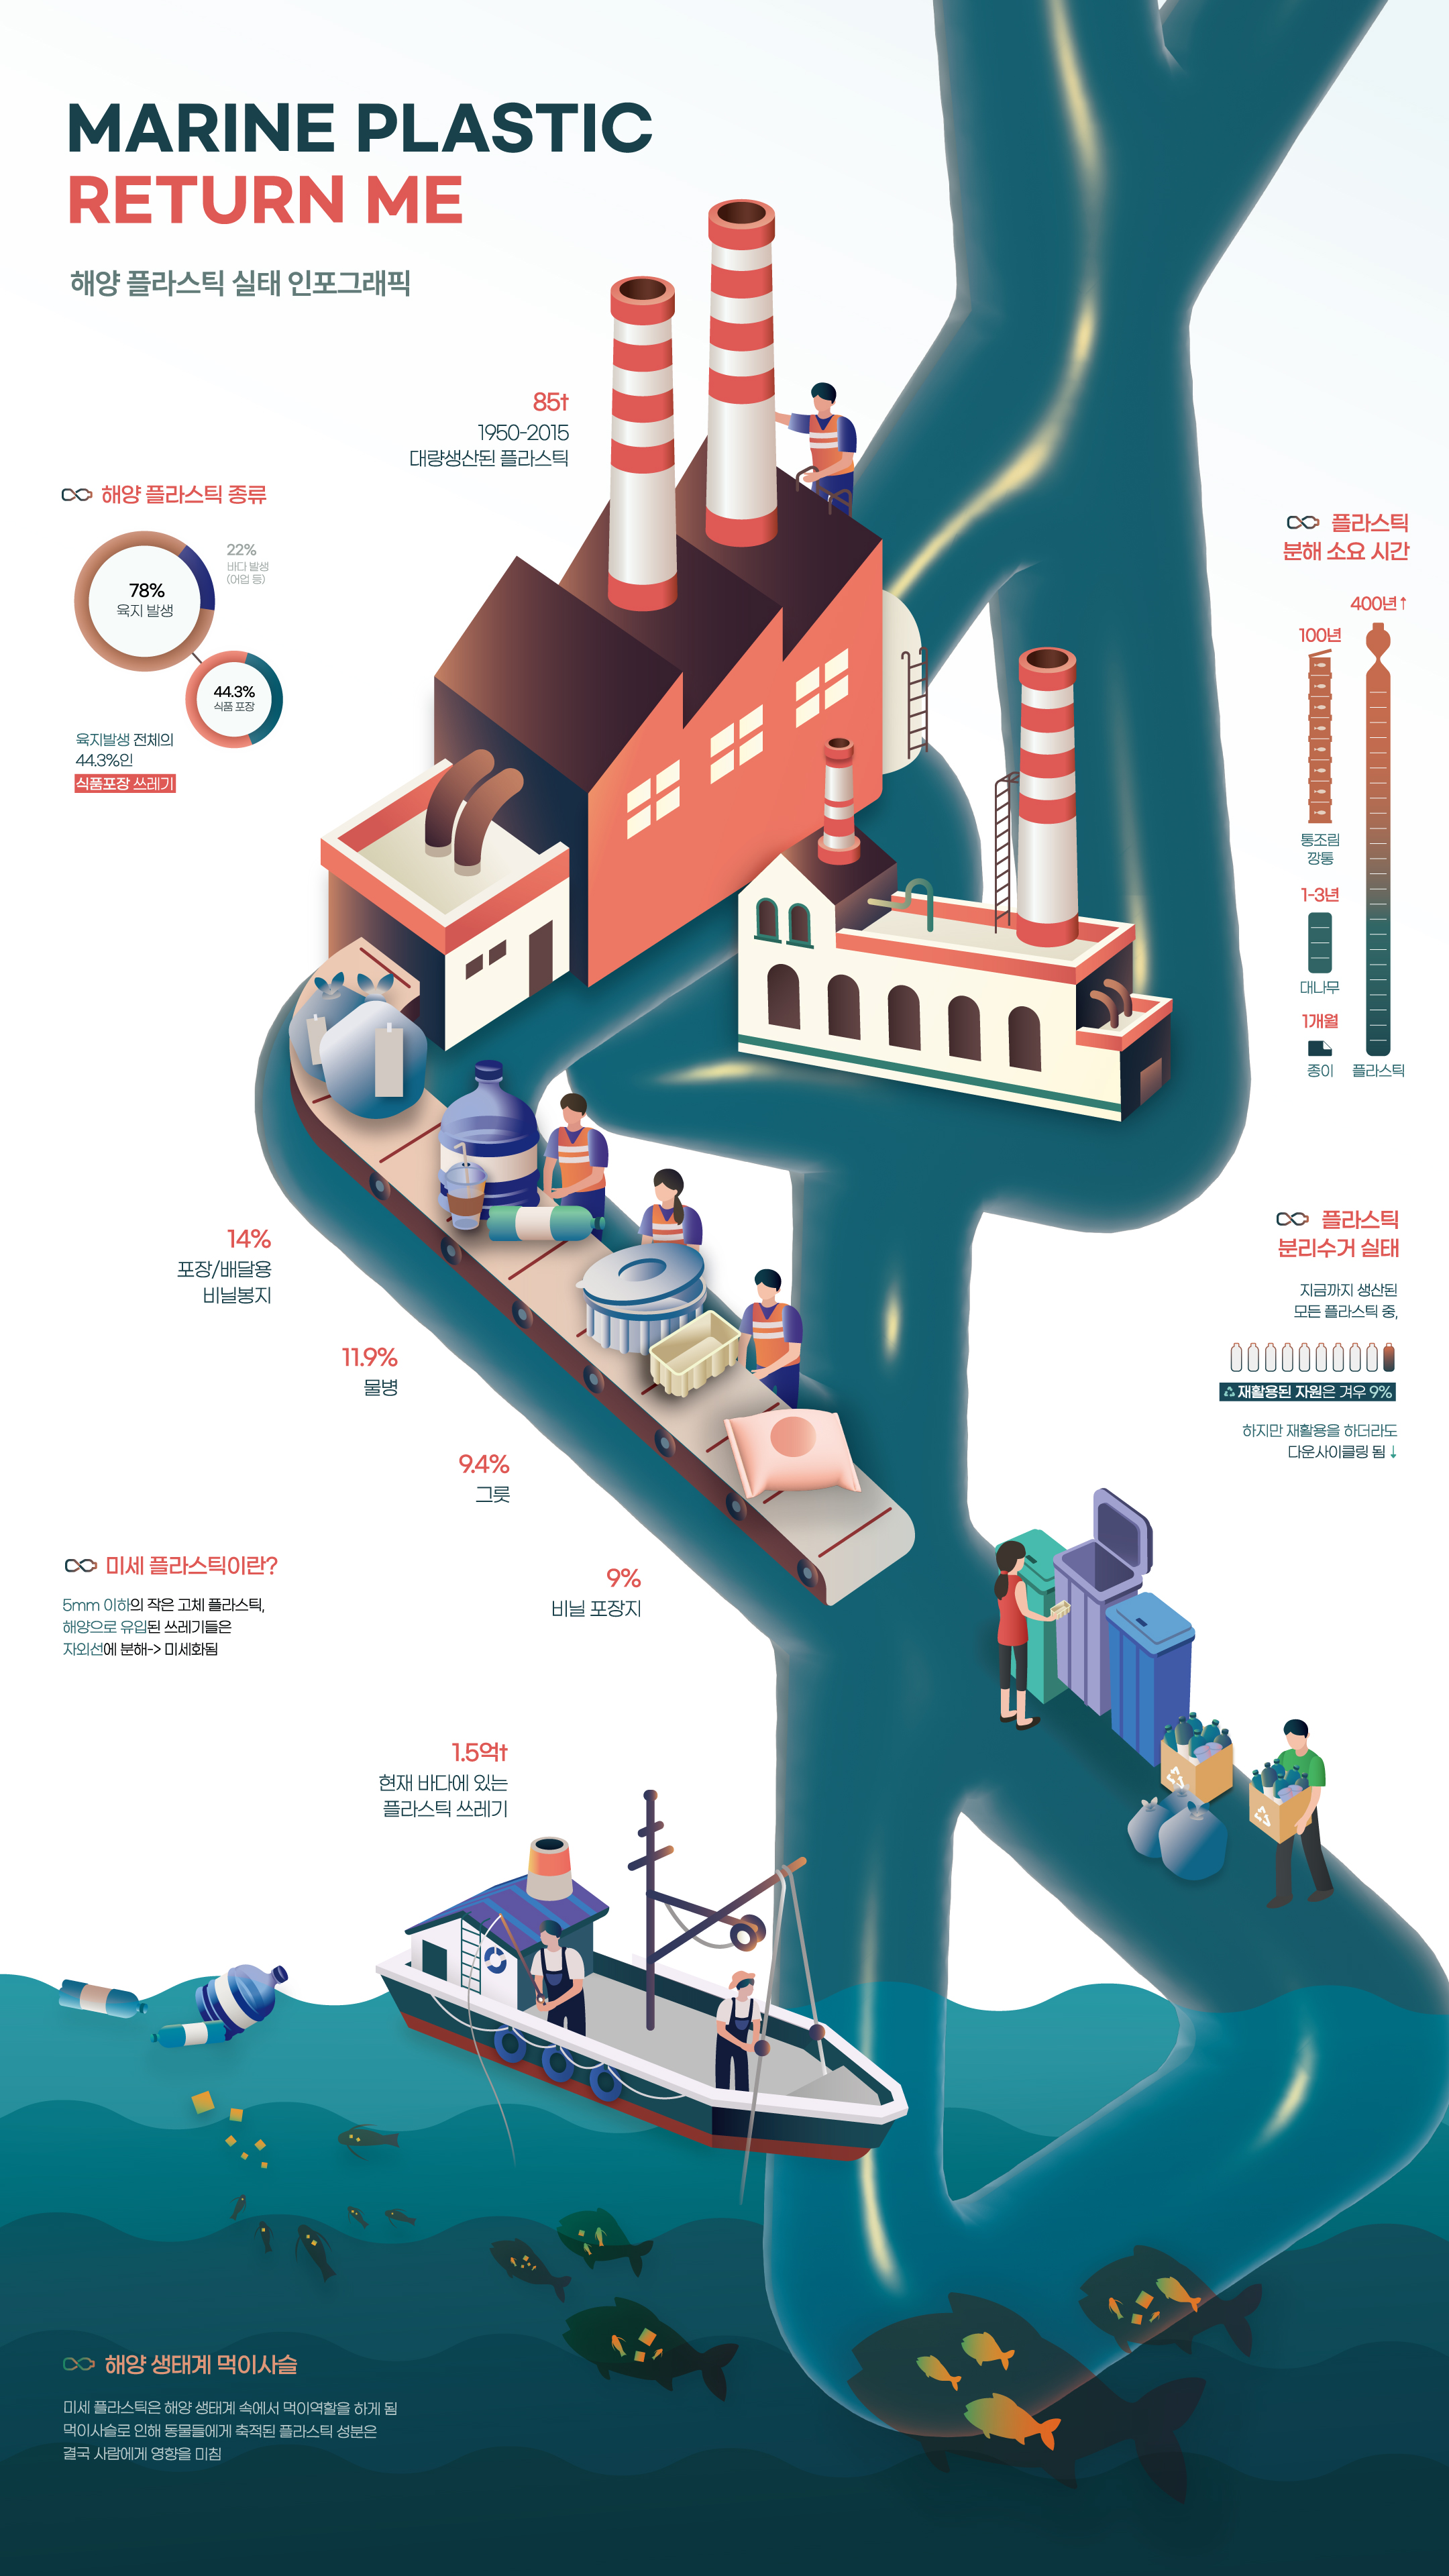 MARINE PLASTIC
RETURN ME
해양 플라스틱 실태 인포그래픽
85t
1950-2015
대량생산된 플라스틱
해양 플라스틱 종류
78%
육지 발생
22%
바다 발생
(어업 등)
44.3%
식품 포장
육지발생 전체의
44.3%인
식품포장 쓰레기
플라스틱
분해 소요 시간
400년↑
100년
통조림
깡통
1-3년
대나무
1개월
종이
플라스틱
14%
포장/배달용
비닐봉지
11.9%
물병
9.4%
그릇
9%
비닐 포장지
플라스틱
분리수거 실태
지금까지 생산된
모든 플라스틱 중,
재활용된 자원은 겨우 9%
하지만 재활용을 하더라도
다운사이클링 됨 ↓
미세 플라스틱이란?
5mm 이하의 작은 고체 플라스틱,
해양으로 유입된 쓰레기들은
자외선에 분해-> 미세화됨
1.5억t
현재 바다에 있는
플라스틱 쓰레기
해양 생태계 먹이사슬
미세 플라스틱은 해양 생태계 속에서 먹이역할을 하게 됨
먹이사슬로 인해 동물들에게 축적된 플라스틱 성분은
결국 사람에게 영향을 미침